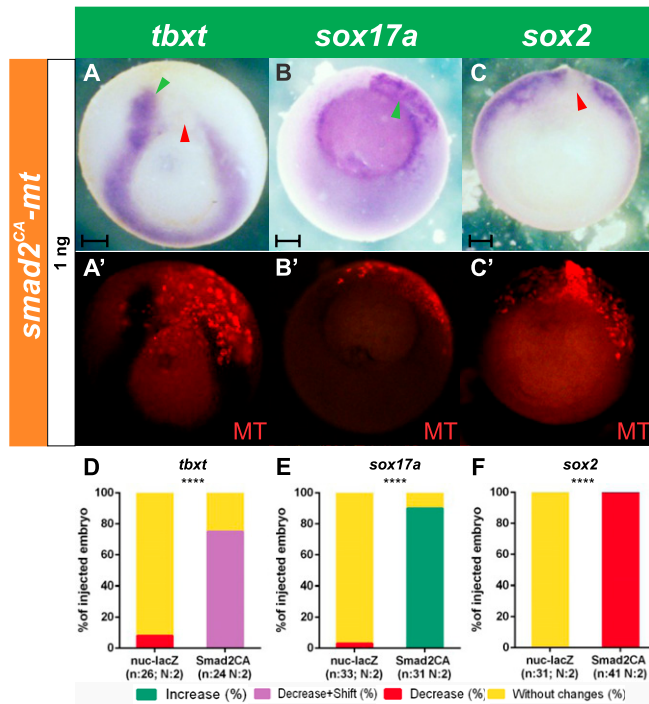 tbxt sox17a sox2
smad2CA-mt
1 ng
A B C
A' B' C'
MT MT MT
D tbxt E sox17a F sox2
**** **** ****
%of injected embryo %of injected embryo %of injected embryo
100 100 100
80 80 80
60 60 60
40 40 40
20 20 20
0 0 0
nuc-lacZ Smad2CA nuc-lacZ Smad2CA nuc-lacZ Smad2CA
(n:26; N:2) (n:24 N:2) (n:33; N:2) (n:31 N:2) (n:31; N:2) (n:41 N:2)
Increase (%) Decrease+Shift (%) Decrease (%) Without changes (%)